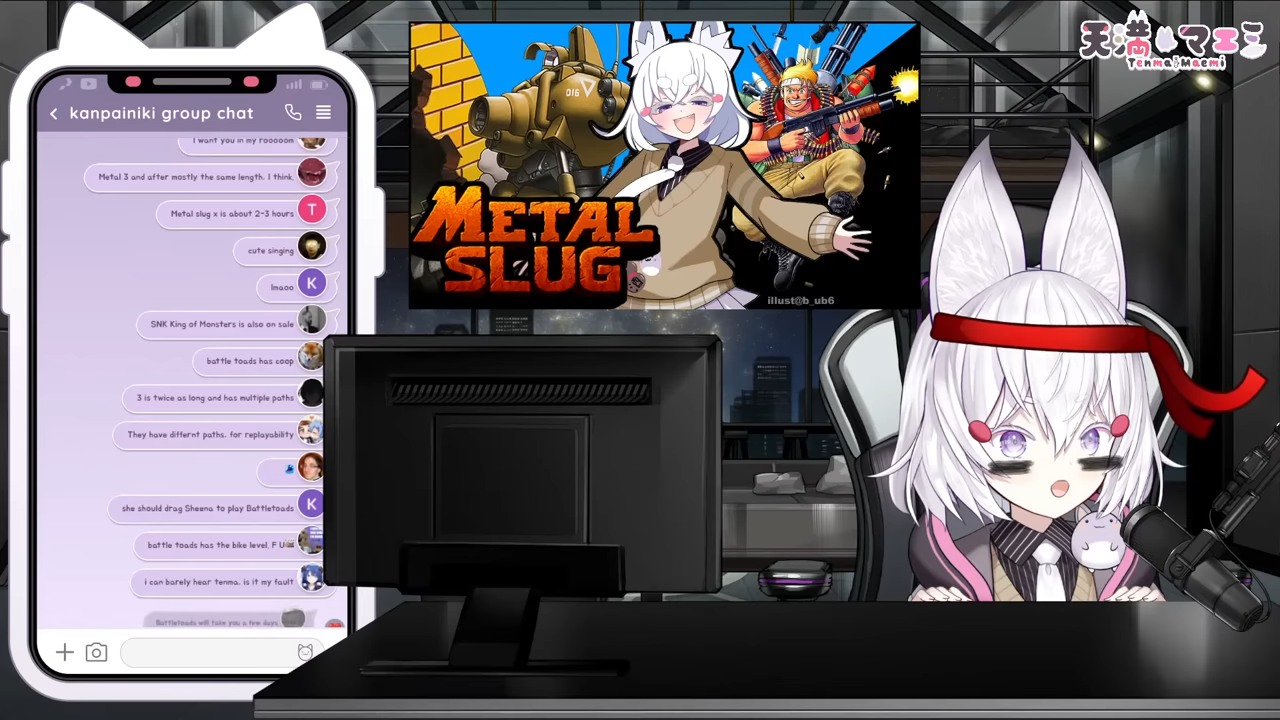 天満マエミ
Tenma Maemi
kanpainiki group chat
I want you in my rooooom
Metal 3 and after mostly the same length. I think.
T
Metal slug x is about 2-3 hours
cute singing
K
lmaoo
SNK King of Monsters is also on sale
battle toads has coop
3 is twice as long and has multiple paths
They have differnt paths. for replayability
K
she should drag Sheena to play Battletoads
battle toads has the bike level. F U
i can barely hear tenma. is it my fault
Battletoads will take you a few days
016
METAL
SLUG
illust@b_ub6